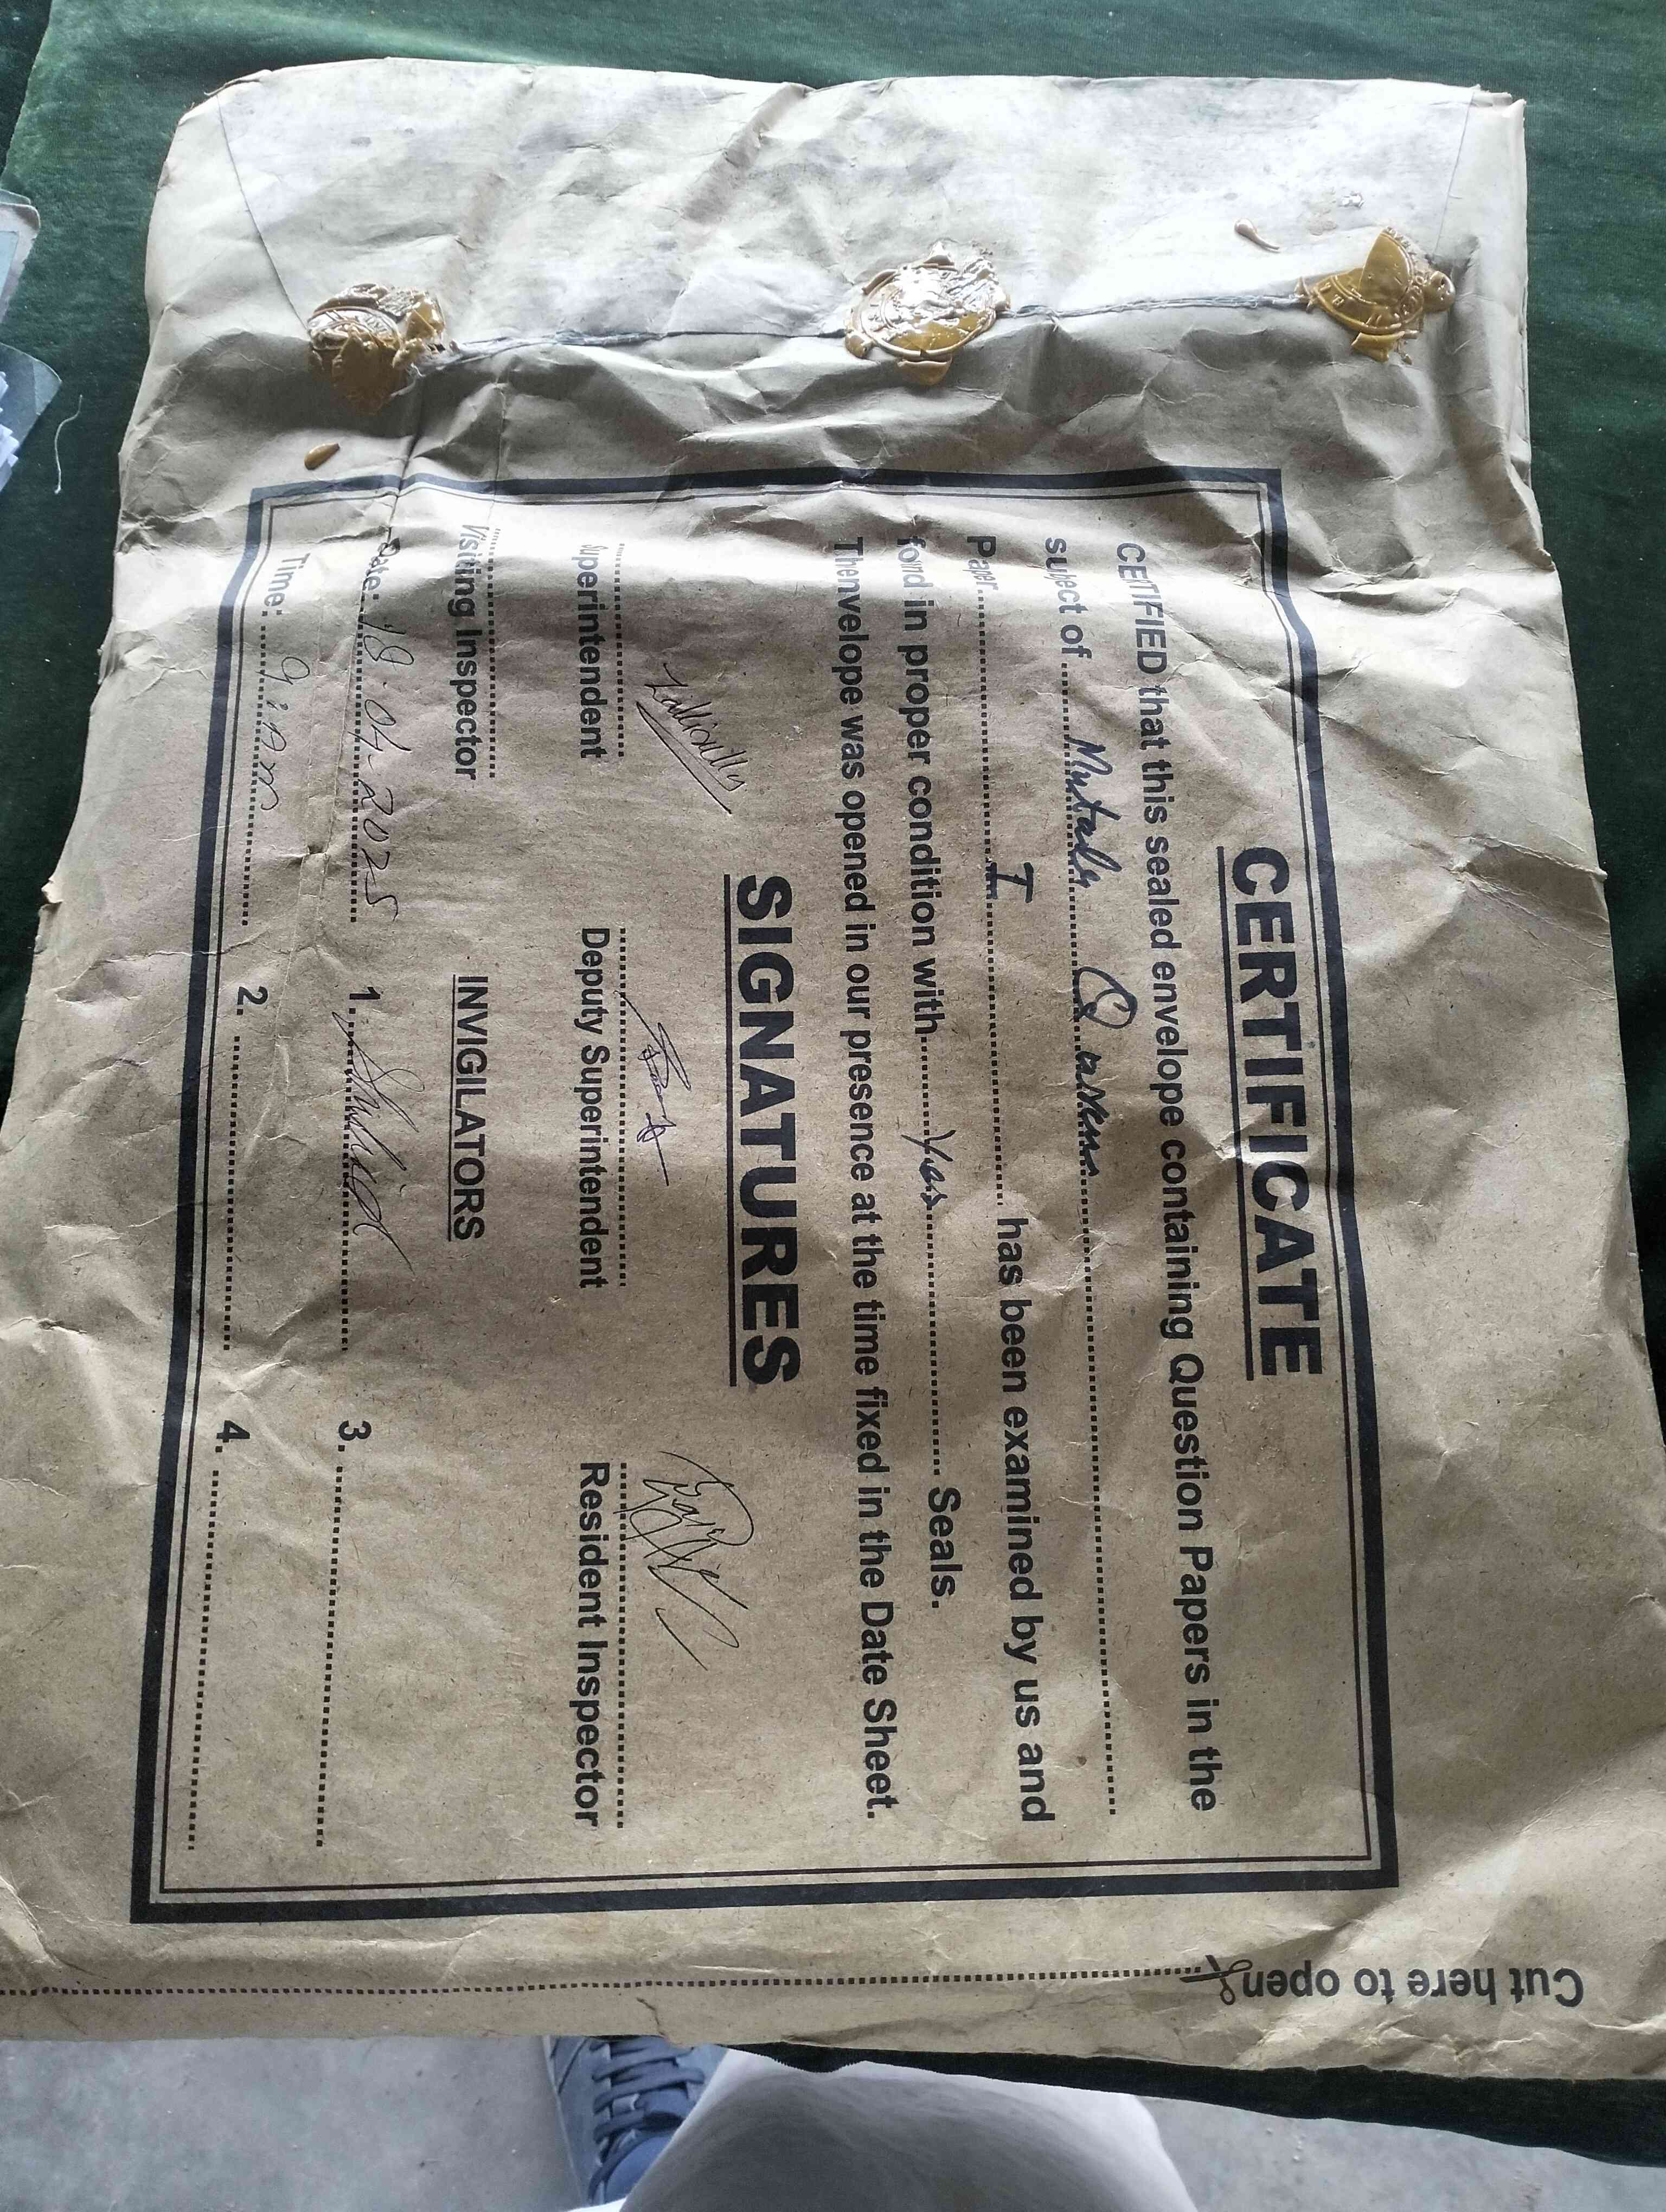 CERTIFICATE
CERTIFIED that this sealed envelope containing Question Papers in the
subject of ..... Mutala Quran .....
Paper ..... I ..... has been examined by us and
found in proper condition with ..... Yes ..... Seals.
The envelope was opened in our presence at the time fixed in the Date Sheet.
SIGNATURES
Superintendent Deputy Superintendent Resident Inspector
Visiting Inspector INVIGILATORS
Date: 18-04-2025 1. Shahid 3.
Time: 9: 2. 4.
Cut here to open